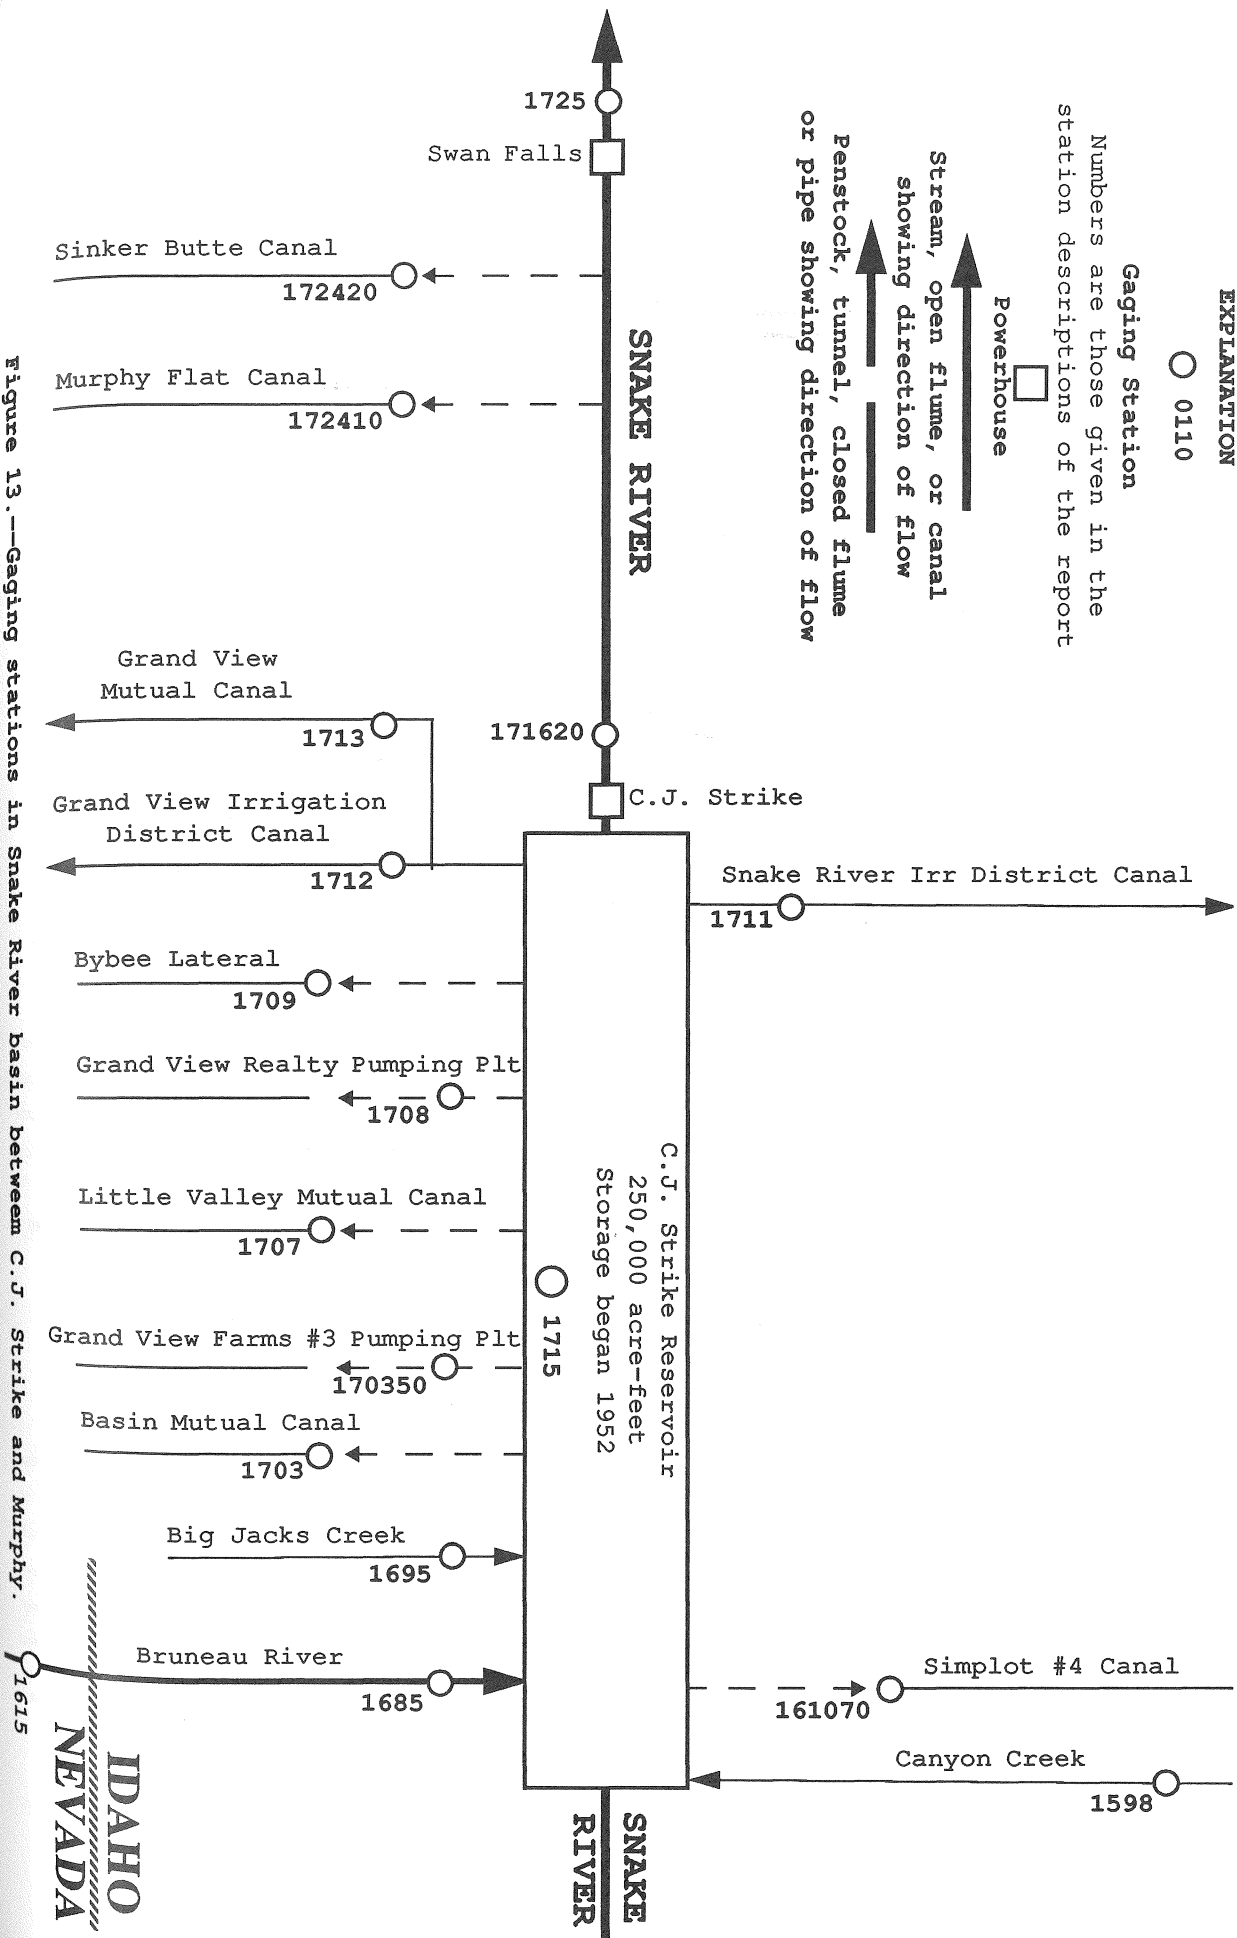 EXPLANATION
0110
Gaging Station
Numbers are those given in the
station descriptions of the report
Powerhouse
Stream, open flume, or canal
showing direction of flow
Penstock, tunnel, closed flume
or pipe showing direction of flow
1725
Swan Falls
Sinker Butte Canal
172420
SNAKE RIVER
Murphy Flat Canal
172410
Grand View
Mutual Canal
1713
171620
C.J. Strike
Grand View Irrigation
District Canal
1712
Snake River Irr District Canal
1711
Bybee Lateral
1709
Grand View Realty Pumping Plt
1708
C.J. Strike Reservoir
250,000 acre-feet
Storage began 1952
Little Valley Mutual Canal
1707
1715
Grand View Farms #3 Pumping Plt
170350
Basin Mutual Canal
1703
Big Jacks Creek
1695
Bruneau River
1685
1615
Simplot #4 Canal
161070
Canyon Creek
1598
SNAKE
RIVER
IDAHO
NEVADA
Figure 13.--Gaging stations in Snake River basin betweem C.J. Strike and Murphy.